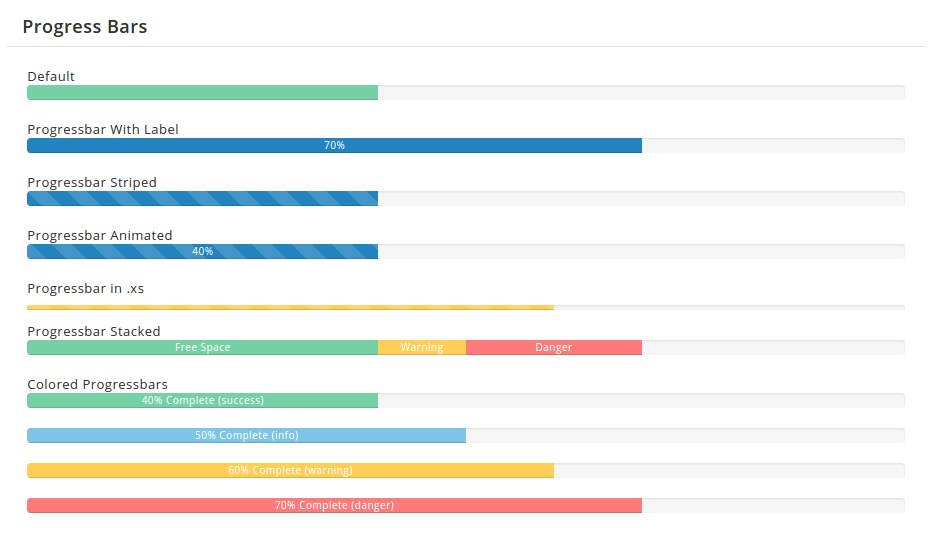 Progress Bars
Default
Progressbar With Label
70%
Progressbar Striped
Progressbar Animated
40%
Progressbar in .xs
Progressbar Stacked
Free Space Warning Danger
Colored Progressbars
40% Complete (success)
50% Complete (info)
60% Complete (warning)
70% Complete (danger)